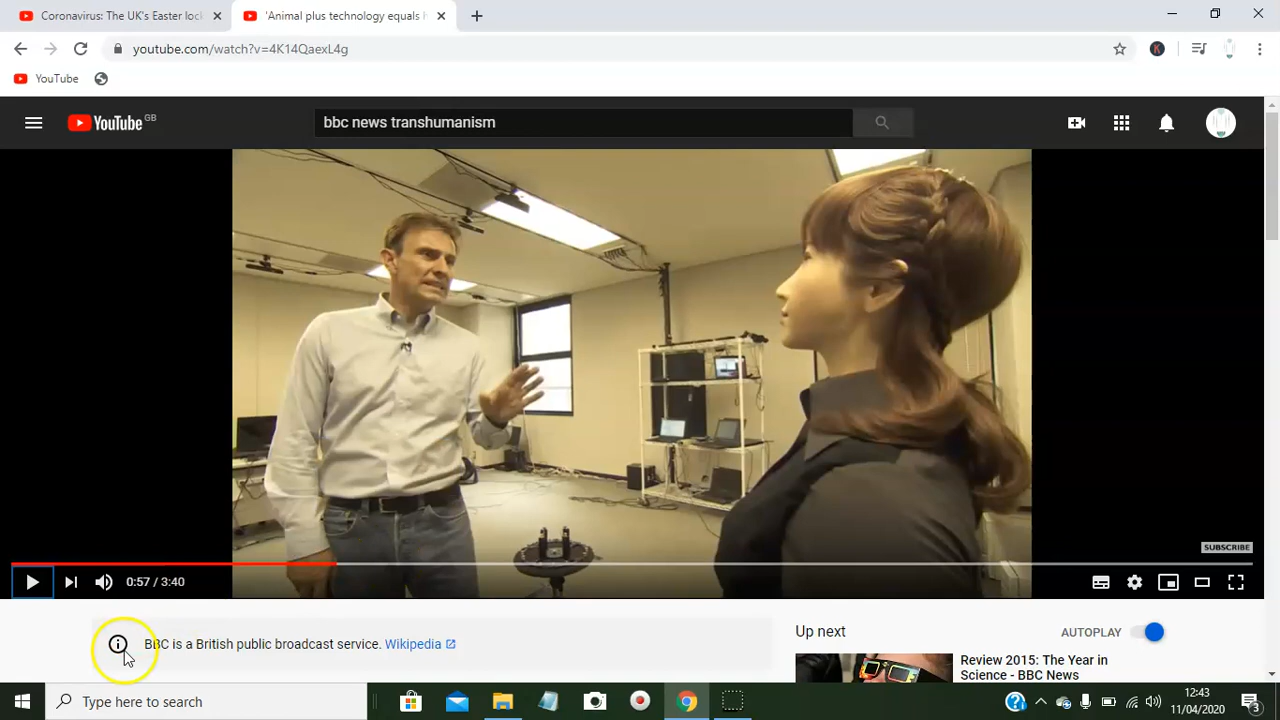 Coronavirus: The UK's Easter loc
'Animal plus technology equals h
youtube.com/watch?v=4K14QaexL4g
YouTube
YouTube GB
bbc news transhumanism
SUBSCRIBE
0:57 / 3:40
BBC is a British public broadcast service. Wikipedia
Up next
AUTOPLAY
Review 2015: The Year in
Science - BBC News
Type here to search
12:43
11/04/2020
3